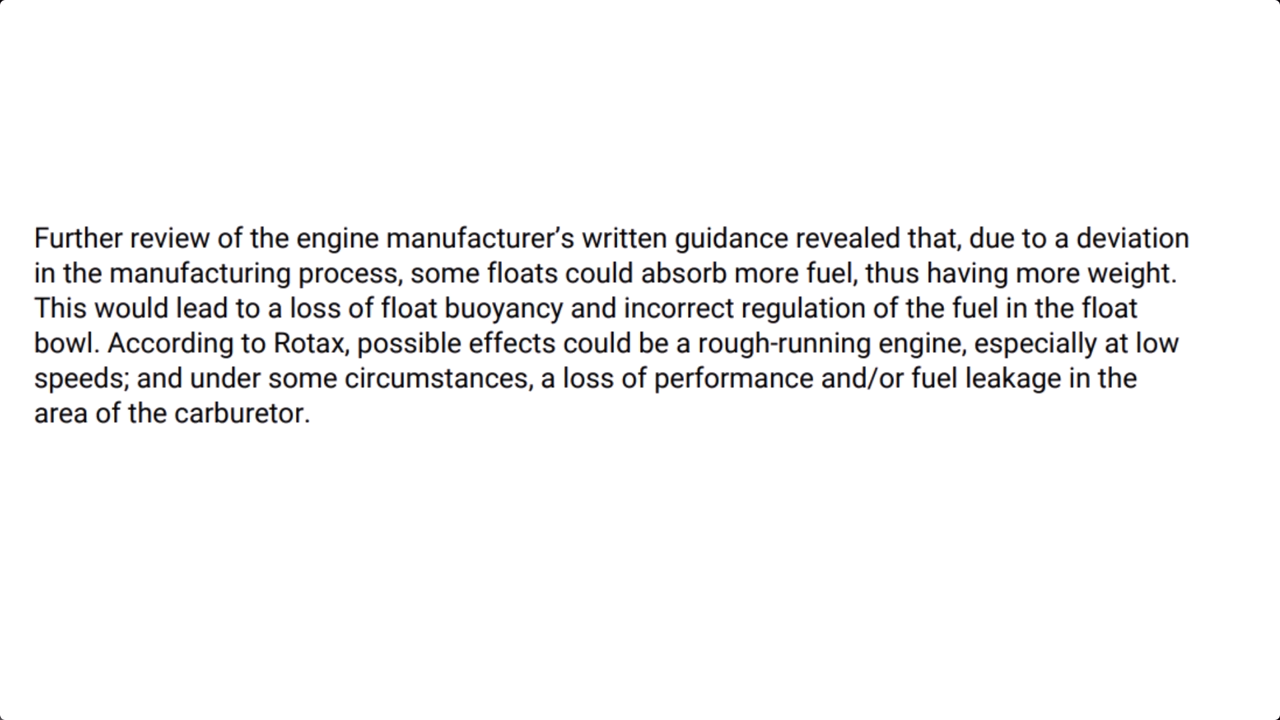 Further review of the engine manufacturer’s written guidance revealed that, due to a deviation
in the manufacturing process, some floats could absorb more fuel, thus having more weight.
This would lead to a loss of float buoyancy and incorrect regulation of the fuel in the float
bowl. According to Rotax, possible effects could be a rough-running engine, especially at low
speeds; and under some circumstances, a loss of performance and/or fuel leakage in the
area of the carburetor.